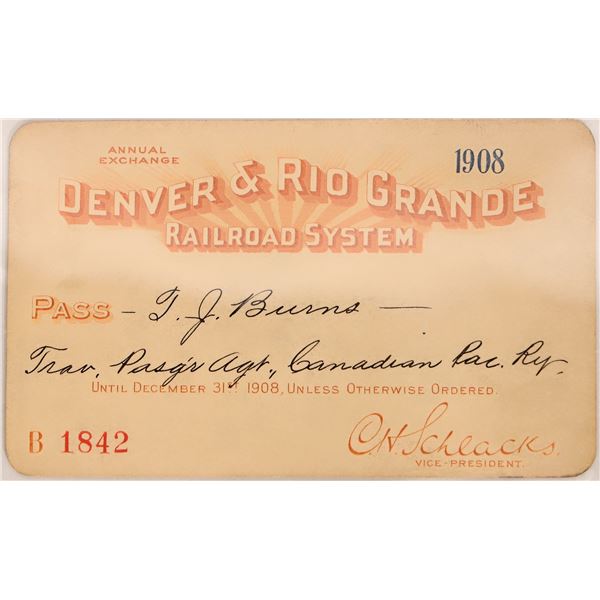 ANNUAL
EXCHANGE
1908
DENVER & RIO GRANDE
RAILROAD SYSTEM
PASS – T. J. Burns —
Trav. Pasg'r Agt., Canadian Pac. Ry.
UNTIL DECEMBER 31ST 1908, UNLESS OTHERWISE ORDERED.
B 1842
C.H. Schlacks.
VICE-PRESIDENT.